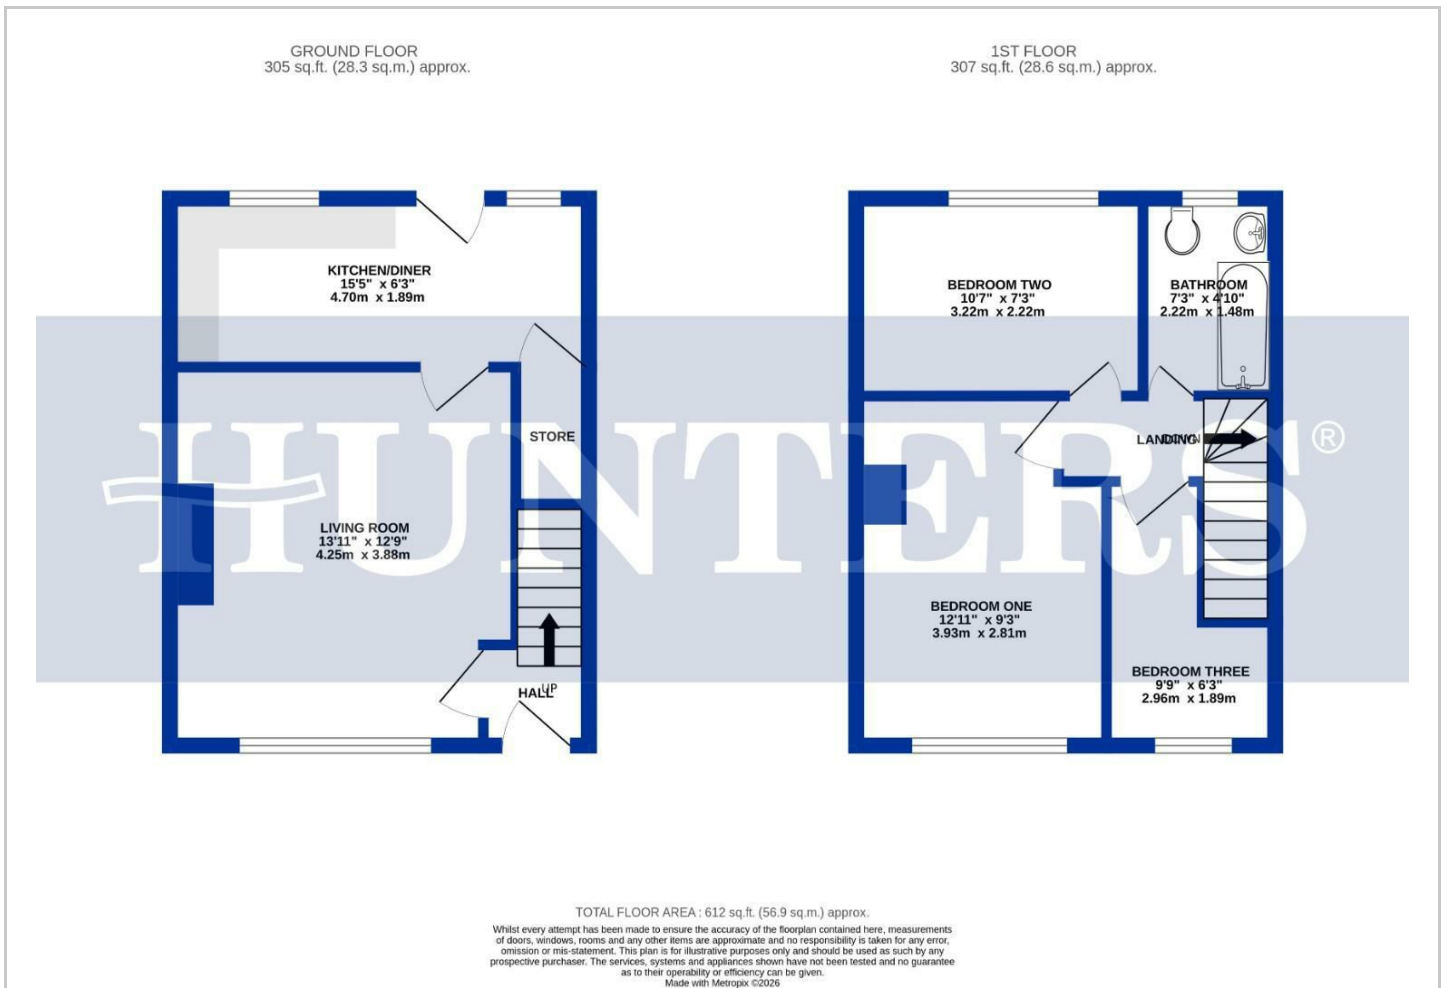 GROUND FLOOR
305 sq.ft. (28.3 sq.m.) approx.
1ST FLOOR
307 sq.ft. (28.6 sq.m.) approx.
KITCHEN/DINER
15'5" x 6'3"
4.70m x 1.89m
STORE
LIVING ROOM
13'11" x 12'9"
4.25m x 3.88m
UP
HALL
BEDROOM TWO
10'7" x 7'3"
3.22m x 2.22m
BATHROOM
7'3" x 4'10"
2.22m x 1.48m
LANDING
DOWN
BEDROOM ONE
12'11" x 9'3"
3.93m x 2.81m
BEDROOM THREE
9'9" x 6'3"
2.96m x 1.89m
HUNTERS®
TOTAL FLOOR AREA : 612 sq.ft. (56.9 sq.m.) approx.
Whilst every attempt has been made to ensure the accuracy of the floorplan contained here, measurements
of doors, windows, rooms and any other items are approximate and no responsibility is taken for any error,
omission or mis-statement. This plan is for illustrative purposes only and should be used as such by any
prospective purchaser. The services, systems and appliances shown have not been tested and no guarantee
as to their operability or efficiency can be given.
Made with Metropix ©2026